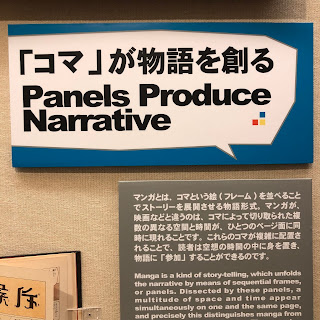 「コマ」が物語を創る
Panels Produce
Narrative
マンガとは、コマという絵(フレーム)を並べること
でストーリーを展開させる物語形式。マンガが、
映画などと違うのは、コマによって切り取られた複
数の異なる空間と時間が、ひとつのページ面に同
時に現れることです。これらのコマが複雑に配置され
ることで、読者は空想の時間の中に身を置き、
物語に「参加」することができるのです。
Manga is a kind of story-telling, which unfolds
the narrative by means of sequential frames,
or panels. Dissected by these panels, a
multitude of space and time appear
simultaneously on one and the same page,
and precisely this distinguishes manga from